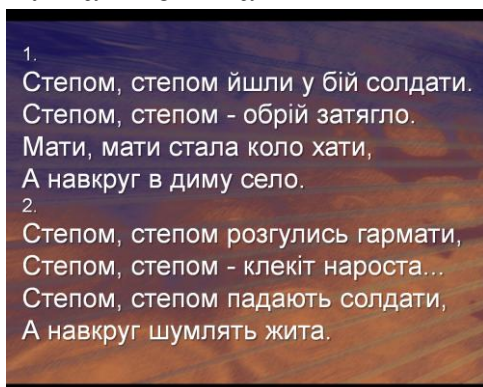 1.
Степом, степом йшли у бій солдати.
Степом, степом - обрій затягло.
Мати, мати стала коло хати,
А навкруг в диму село.
2.
Степом, степом розгулись гармати,
Степом, степом - клекіт нароста...
Степом, степом падають солдати,
А навкруг шумлять жита.